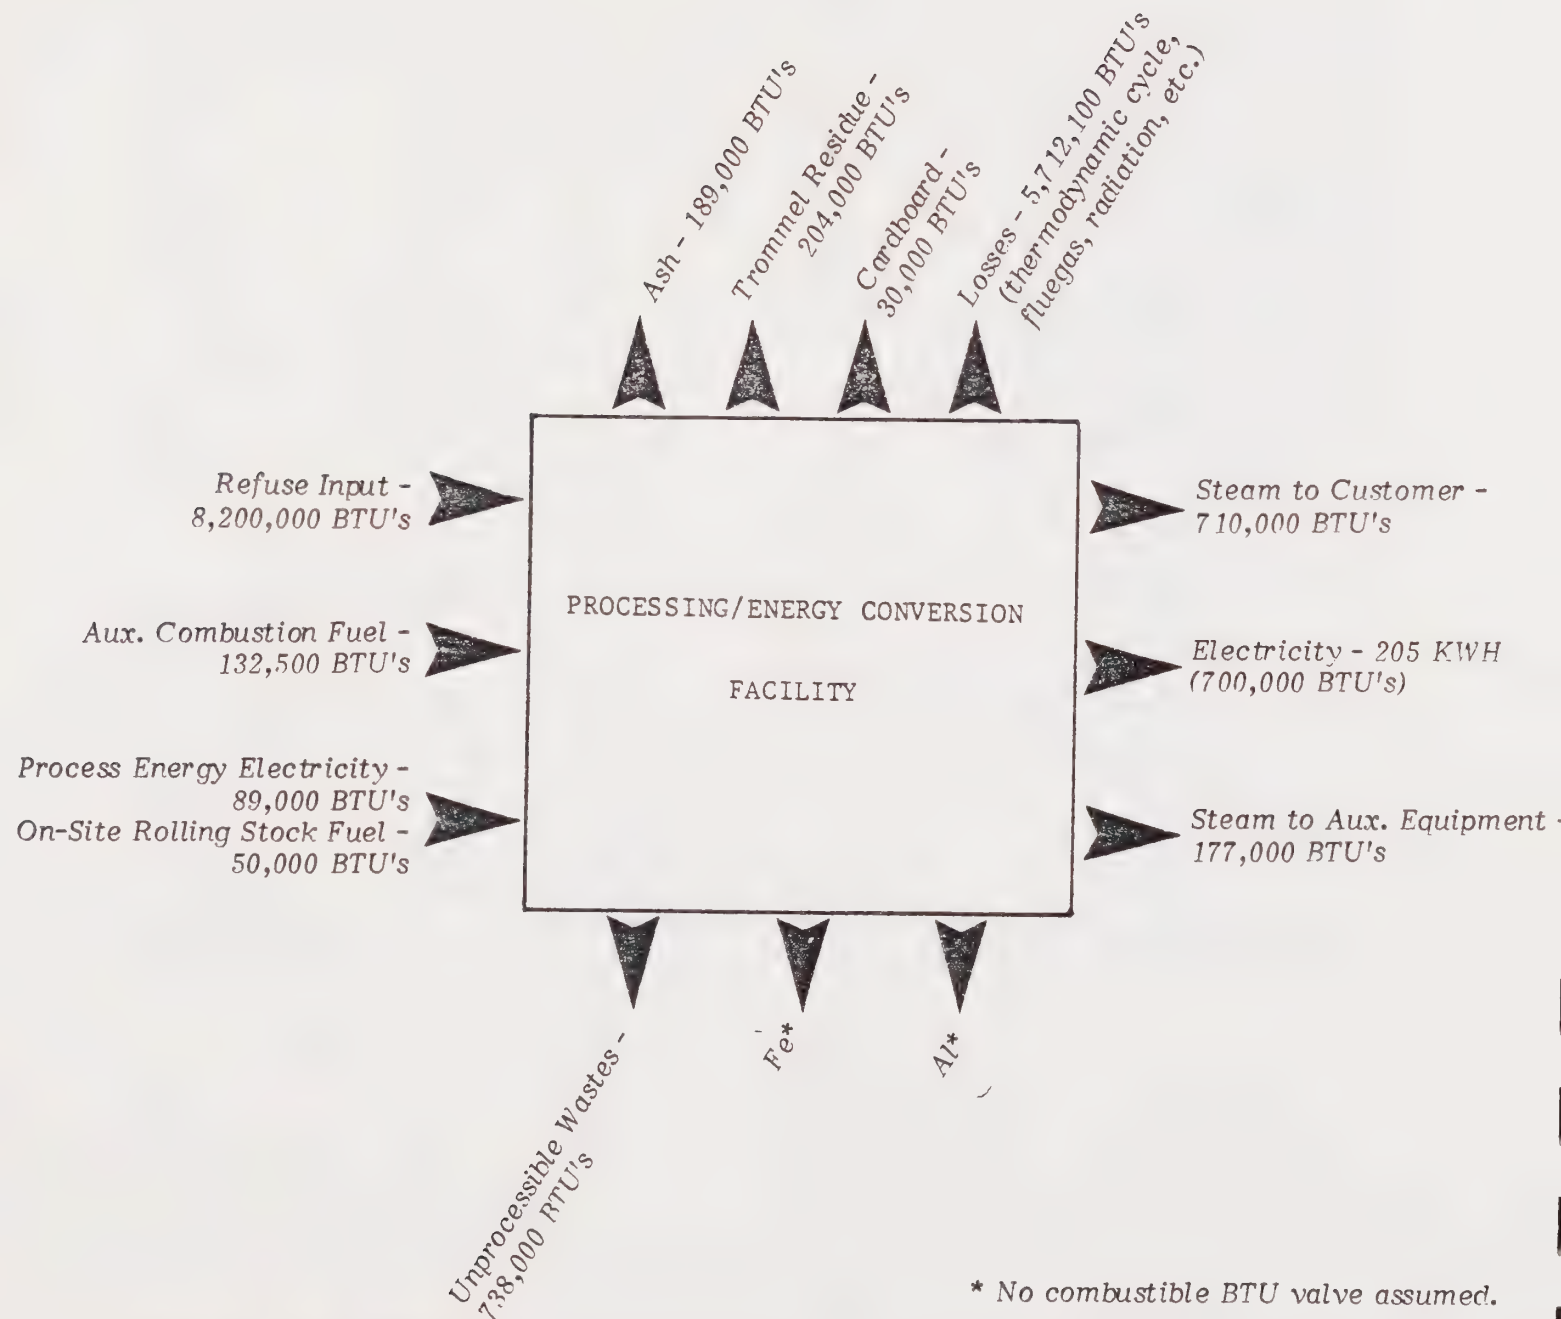 Ash - 189,000 BTU's
Trommel Residue -
204,000 BTU's
Cardboard -
30,000 BTU's
Losses - 5,712,100 BTU's
(thermodynamic cycle,
fluegas, radiation, etc.)
Refuse Input -
8,200,000 BTU's
Aux. Combustion Fuel -
132,500 BTU's
Process Energy Electricity -
89,000 BTU's
On-Site Rolling Stock Fuel -
50,000 BTU's
PROCESSING/ENERGY CONVERSION
FACILITY
Steam to Customer -
710,000 BTU's
Electricity - 205 KWH
(700,000 BTU's)
Steam to Aux. Equipment -
177,000 BTU's
Unprocessible Wastes -
738,000 BTU's
Fe*
Al*
* No combustible BTU valve assumed.